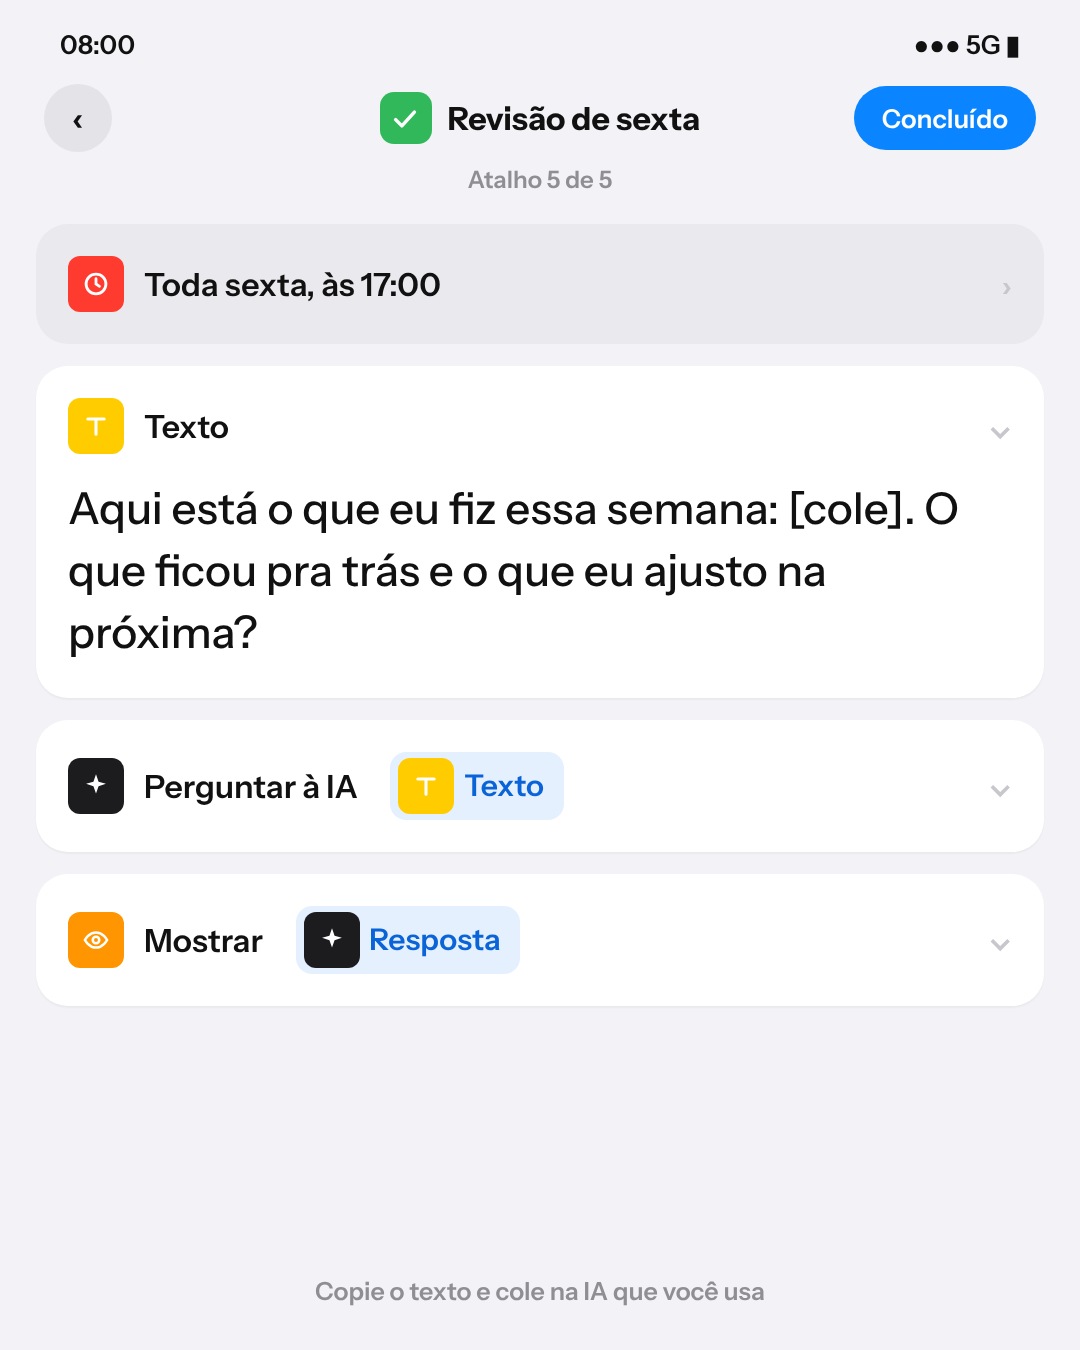 08:00
5G
Revisão de sexta
Concluído
Atalho 5 de 5
Toda sexta, às 17:00
Texto
Aqui está o que eu fiz essa semana: [cole]. O
que ficou pra trás e o que eu ajusto na
próxima?
Perguntar à IA Texto
Mostrar Resposta
Copie o texto e cole na IA que você usa